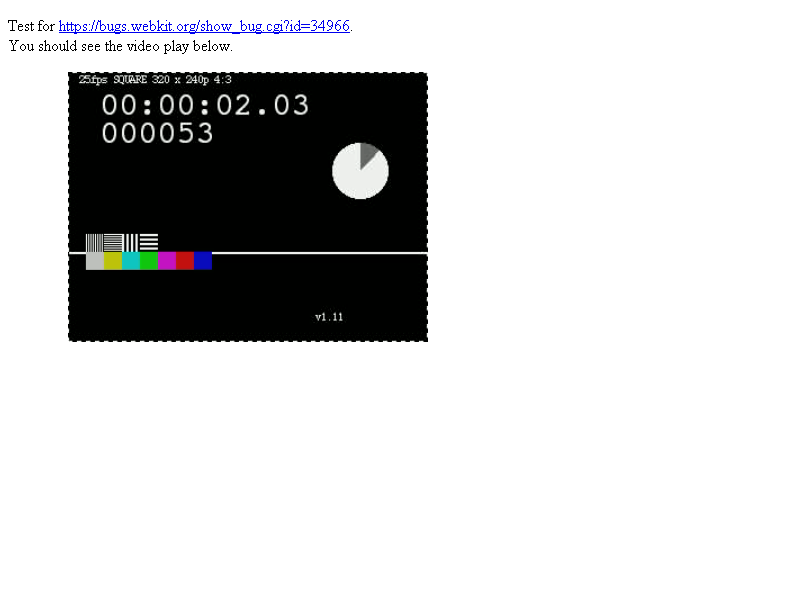 Test for https://bugs.webkit.org/show_bug.cgi?id=34966.
You should see the video play below.
25fps SQUARE 320 x 240p 4:3
00:00:02.03
000053
v1.11